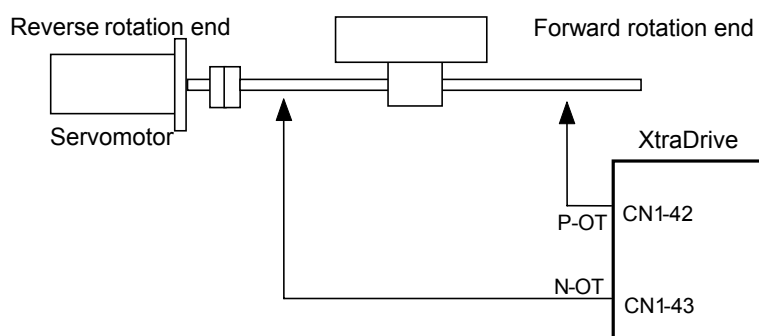 Reverse rotation end
Forward rotation end
Servomotor
XtraDrive
P-OT
CN1-42
N-OT
CN1-43